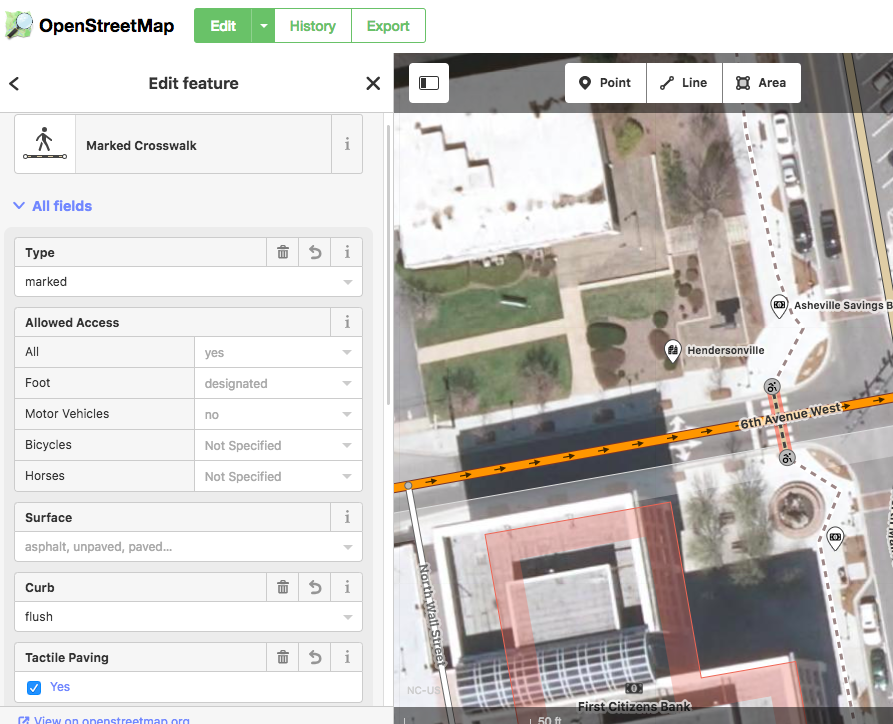 OpenStreetMap
Edit
History
Export
Edit feature
Point
Line
Area
Marked Crosswalk
i
All fields
Type
i
marked
Allowed Access
i
All
yes
Foot
designated
Motor Vehicles
no
Bicycles
Not Specified
Horses
Not Specified
Surface
i
asphalt, unpaved, paved...
Curb
i
flush
Tactile Paving
i
Yes
View on openstreetmap.org
Asheville Savings B
Hendersonville
6th Avenue West
North Wall Street
NC-US
First Citizens Bank
50 ft